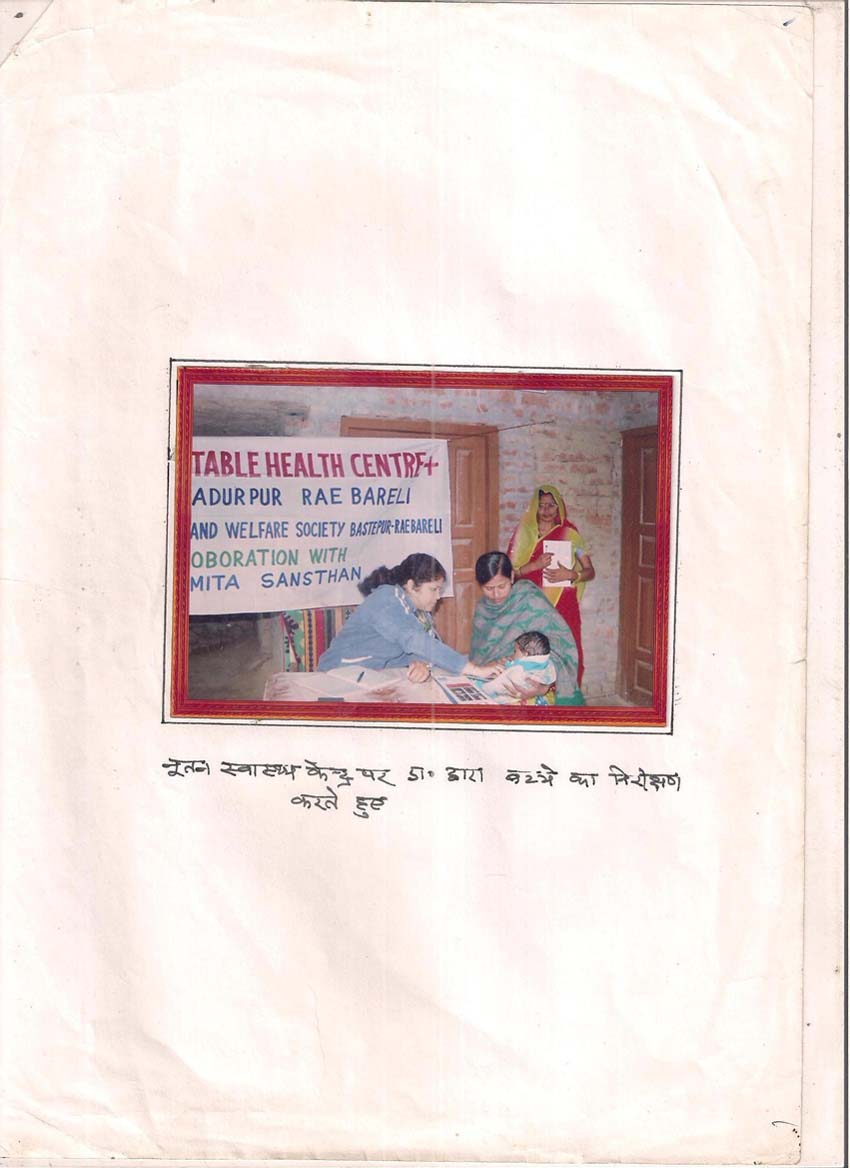 TABLE HEALTH CENTRE+
ADURPUR RAE BARELI
AND WELFARE SOCIETY BASTEPUR-RAEBARELI
OBORATION WITH
MITA SANSTHAN
नूतन स्वास्थ्य केन्द्र पर डा॰ द्वारा बच्चे का निरीक्षण
करते हुए